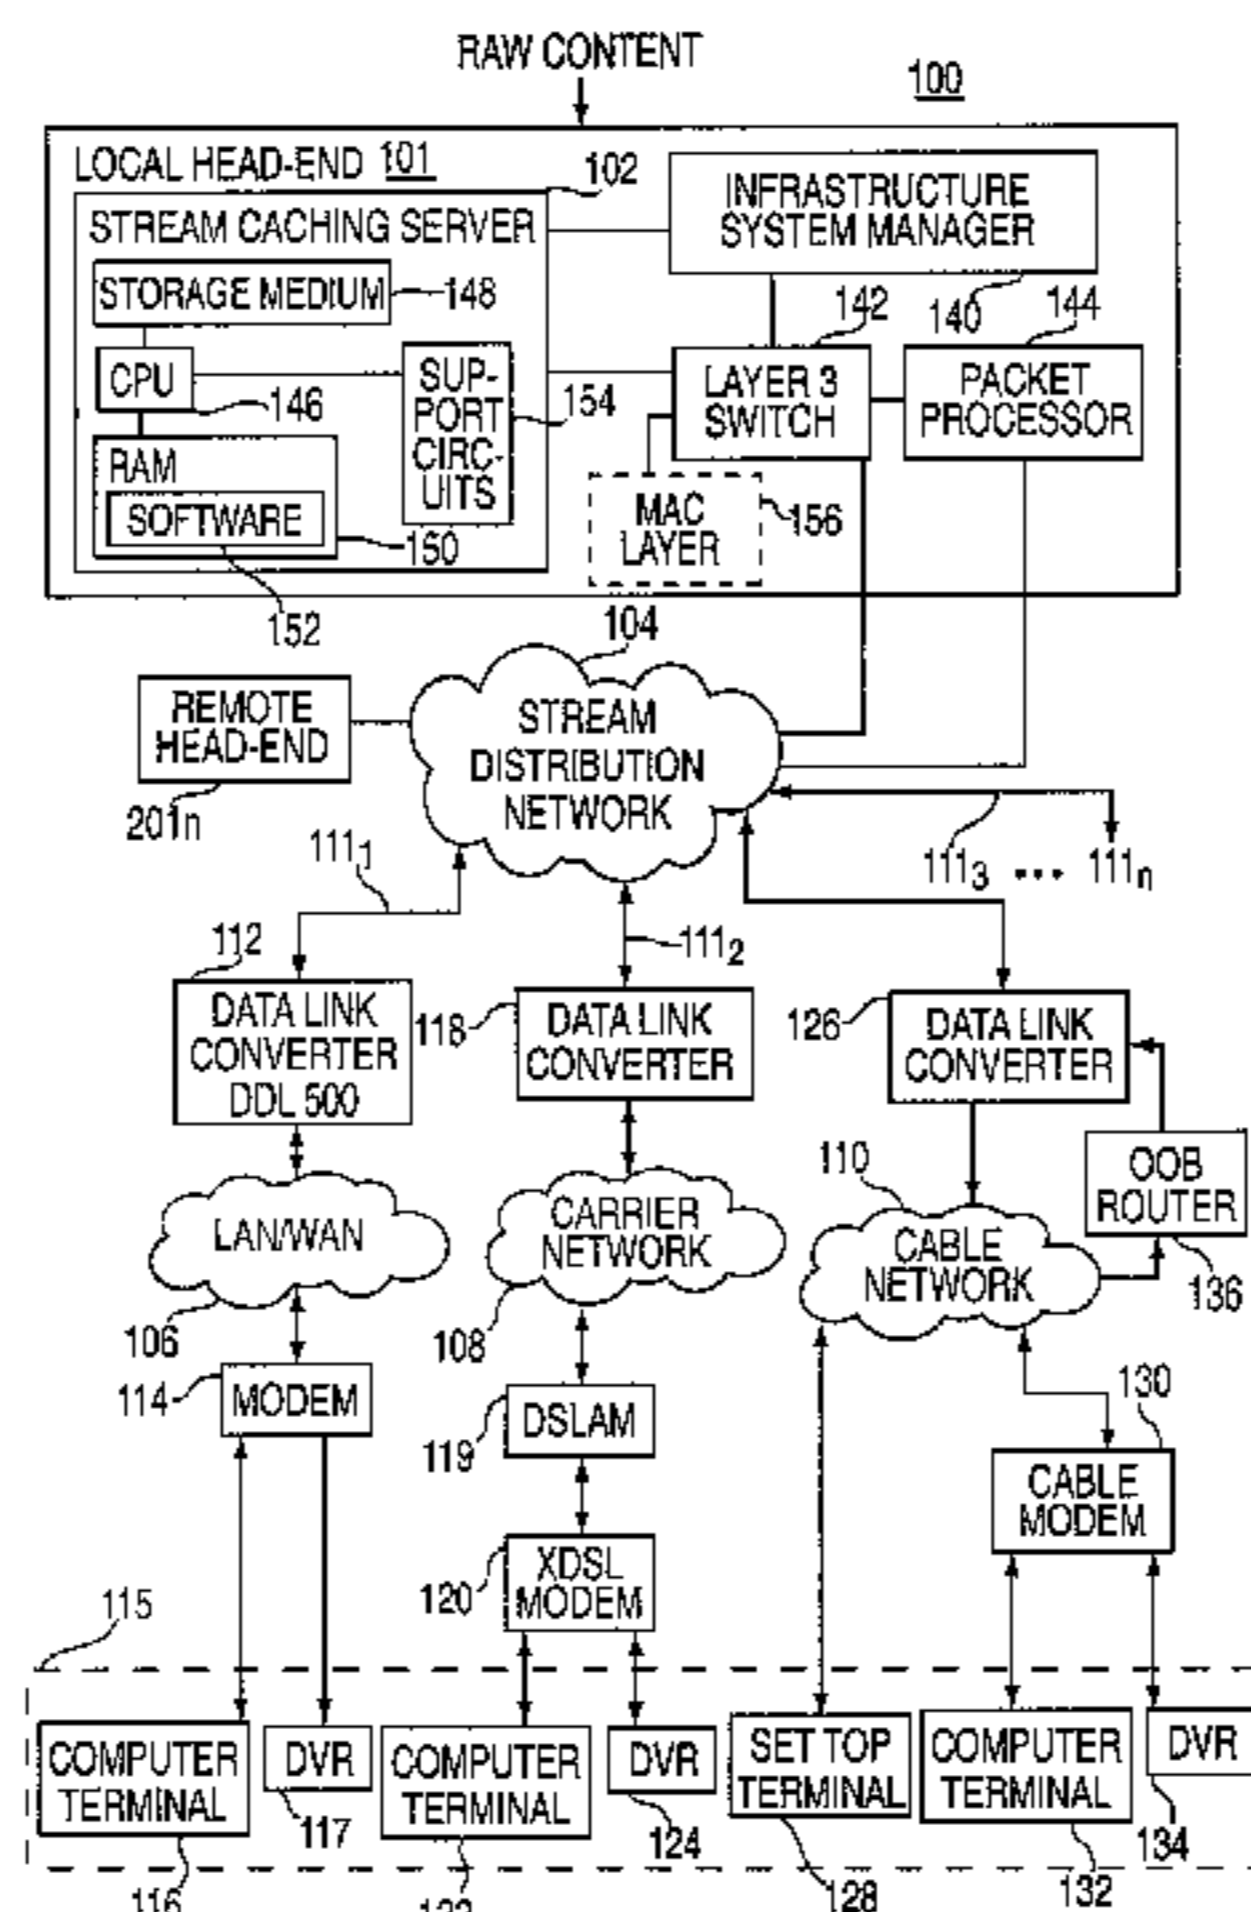 RAW CONTENT
100
LOCAL HEAD-END 101
102
STREAM CACHING SERVER
INFRASTRUCTURE
SYSTEM MANAGER
STORAGE MEDIUM
148
142
140
144
CPU
146
SUP-
PORT
CIRC-
UITS
154
LAYER 3
SWITCH
PACKET
PROCESSOR
RAM
SOFTWARE
150
152
MAC
LAYER
156
104
REMOTE
HEAD-END
201n
STREAM
DISTRIBUTION
NETWORK
111₁
111₂
111₃ ... 111n
112
DATA LINK
CONVERTER
DDL 500
118
DATA LINK
CONVERTER
126
DATA LINK
CONVERTER
110
OOB
ROUTER
136
LAN/WAN
106
CARRIER
NETWORK
108
CABLE
NETWORK
114
MODEM
119
DSLAM
130
CABLE
MODEM
120
XDSL
MODEM
115
COMPUTER
TERMINAL
DVR
117
COMPUTER
TERMINAL
DVR
124
SET TOP
TERMINAL
128
COMPUTER
TERMINAL
132
DVR
134
116